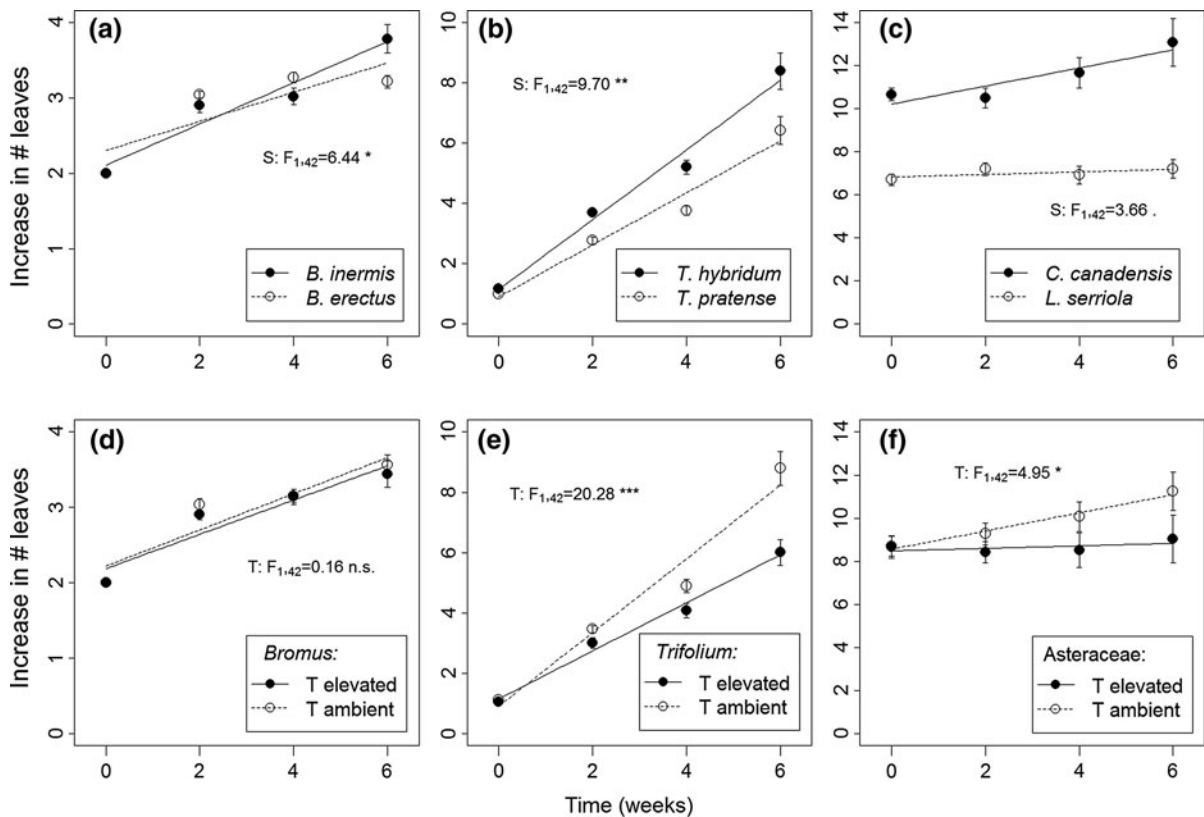 (a)
Increase in # leaves
4
3
2
1
0
S: F1,42=6.44 *
B. inermis
B. erectus
0 2 4 6
(b)
10
8
6
4
2
0
S: F1,42=9.70 **
T. hybridum
T. pratense
0 2 4 6
(c)
14
12
10
8
6
4
2
0
S: F1,42=3.66 .
C. canadensis
L. serriola
0 2 4 6
(d)
Increase in # leaves
4
3
2
1
0
T: F1,42=0.16 n.s.
Bromus:
T elevated
T ambient
0 2 4 6
(e)
10
8
6
4
2
0
T: F1,42=20.28 ***
Trifolium:
T elevated
T ambient
0 2 4 6
(f)
14
12
10
8
6
4
2
0
T: F1,42=4.95 *
Asteraceae:
T elevated
T ambient
0 2 4 6
Time (weeks)